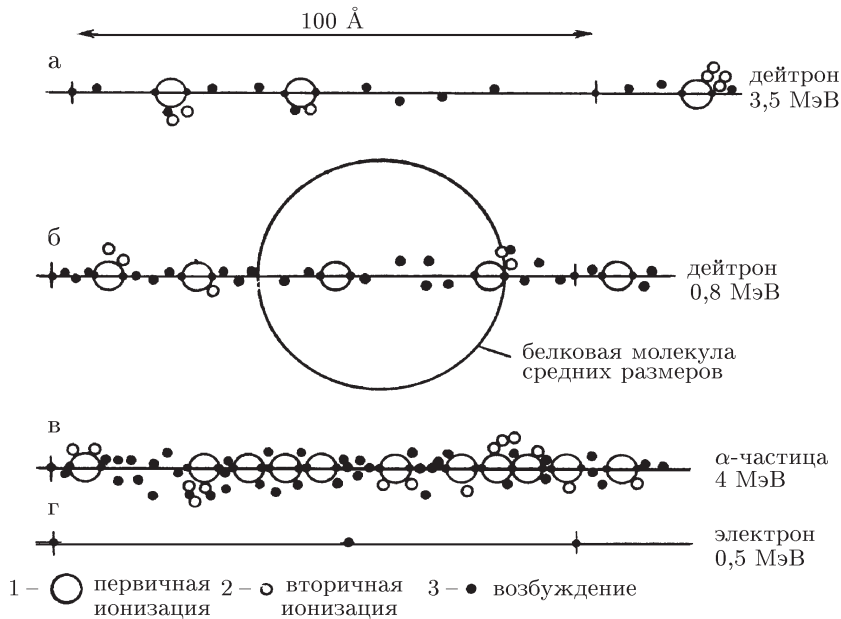 100 Å
а
дейтрон
3,5 МэВ
б
дейтрон
0,8 МэВ
белковая молекула
средних размеров
в
α-частица
4 МэВ
г
электрон
0,5 МэВ
1 – первичная 2 – вторичная 3 – возбуждение
ионизация ионизация